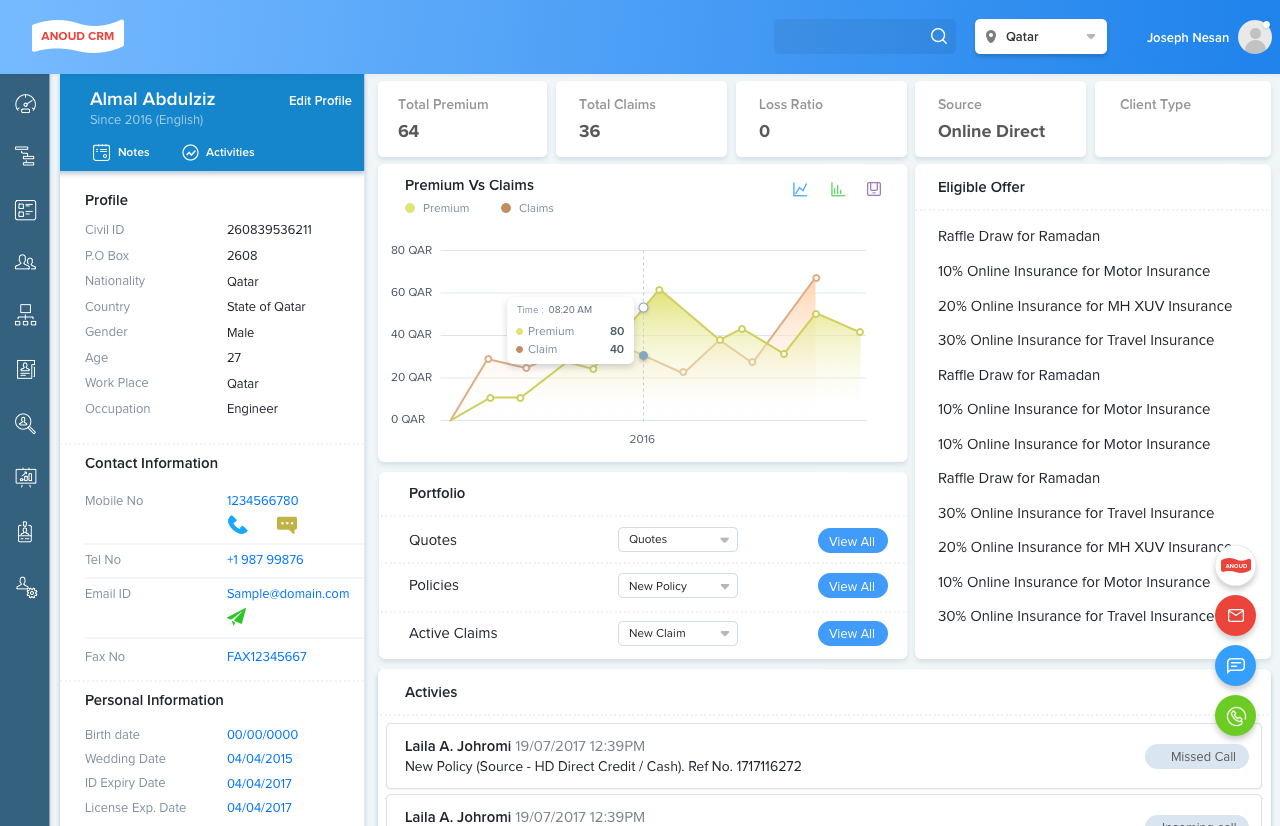 ANOUD CRM
Qatar
Joseph Nesan
Almal Abdulziz
Edit Profile
Since 2016 (English)
Notes
Activities
Profile
Civil ID 260839536211
P.O Box 2608
Nationality Qatar
Country State of Qatar
Gender Male
Age 27
Work Place Qatar
Occupation Engineer
Contact Information
Mobile No 1234566780
Tel No +1 987 99876
Email ID Sample@domain.com
Fax No FAX12345667
Personal Information
Birth date 00/00/0000
Wedding Date 04/04/2015
ID Expiry Date 04/04/2017
License Exp. Date 04/04/2017
Total Premium
64
Total Claims
36
Loss Ratio
0
Source
Online Direct
Client Type
Premium Vs Claims
Premium Claims
80 QAR
60 QAR
40 QAR
20 QAR
0 QAR
Time : 08:20 AM
Premium 80
Claim 40
2016
Portfolio
Quotes Quotes View All
Policies New Policy View All
Active Claims New Claim View All
Eligible Offer
Raffle Draw for Ramadan
10% Online Insurance for Motor Insurance
20% Online Insurance for MH XUV Insurance
30% Online Insurance for Travel Insurance
Raffle Draw for Ramadan
10% Online Insurance for Motor Insurance
10% Online Insurance for Motor Insurance
Raffle Draw for Ramadan
30% Online Insurance for Travel Insurance
20% Online Insurance for MH XUV Insurance
10% Online Insurance for Motor Insurance
30% Online Insurance for Travel Insurance
ANOUD
Activies
Laila A. Johromi 19/07/2017 12:39PM
New Policy (Source - HD Direct Credit / Cash). Ref No. 1717116272
Missed Call
Laila A. Johromi 19/07/2017 12:39PM
Incoming call